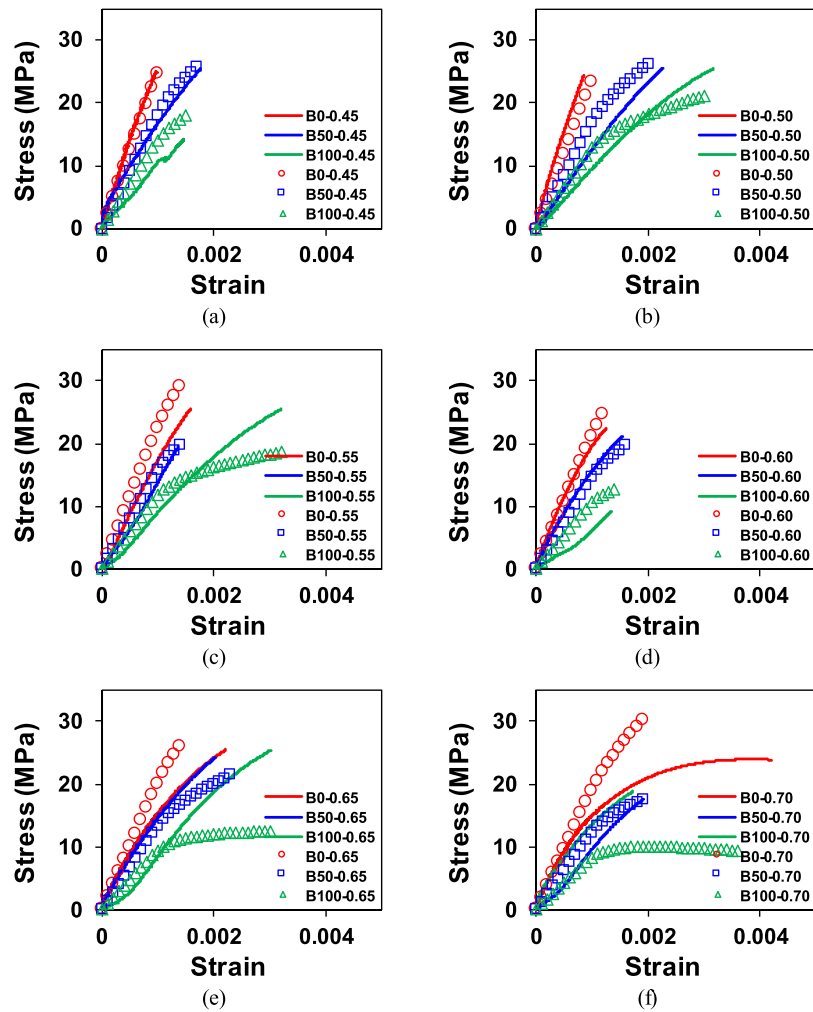 Stress (MPa)
30
20
10
0
B0-0.45
B50-0.45
B100-0.45
B0-0.45
B50-0.45
B100-0.45
0
0.002
0.004
Strain
(a)
Stress (MPa)
30
20
10
0
B0-0.50
B50-0.50
B100-0.50
B0-0.50
B50-0.50
B100-0.50
0
0.002
0.004
Strain
(b)
Stress (MPa)
30
20
10
0
B0-0.55
B50-0.55
B100-0.55
B0-0.55
B50-0.55
B100-0.55
0
0.002
0.004
Strain
(c)
Stress (MPa)
30
20
10
0
B0-0.60
B50-0.60
B100-0.60
B0-0.60
B50-0.60
B100-0.60
0
0.002
0.004
Strain
(d)
Stress (MPa)
30
20
10
0
B0-0.65
B50-0.65
B100-0.65
B0-0.65
B50-0.65
B100-0.65
0
0.002
0.004
Strain
(e)
Stress (MPa)
30
20
10
0
B0-0.70
B50-0.70
B100-0.70
B0-0.70
B50-0.70
B100-0.70
0
0.002
0.004
Strain
(f)